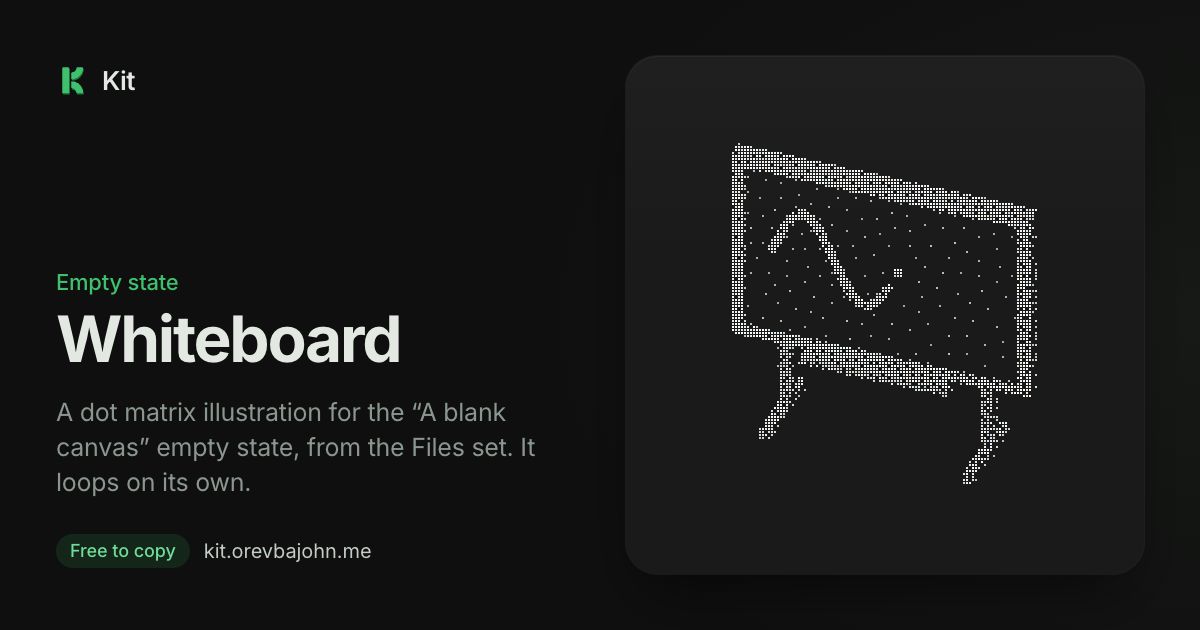 Kit
Empty state
Whiteboard
A dot matrix illustration for the “A blank
canvas” empty state, from the Files set. It
loops on its own.
Free to copy
kit.orevbajohn.me